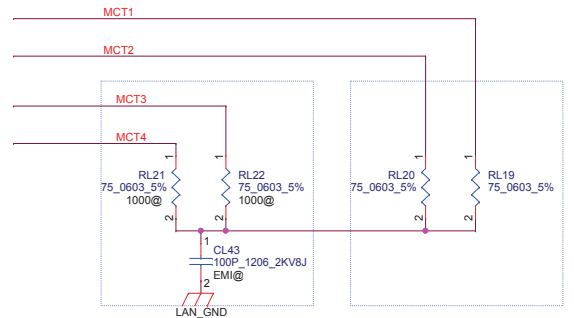 MCT1
MCT2
MCT3
MCT4
1
1
1
1
RL21
75_0603_5%
1000@
RL22
75_0603_5%
1000@
RL20
75_0603_5%
RL19
75_0603_5%
2
2
2
2
1
CL43
100P_1206_2KV8J
EMI@
2
LAN_GND